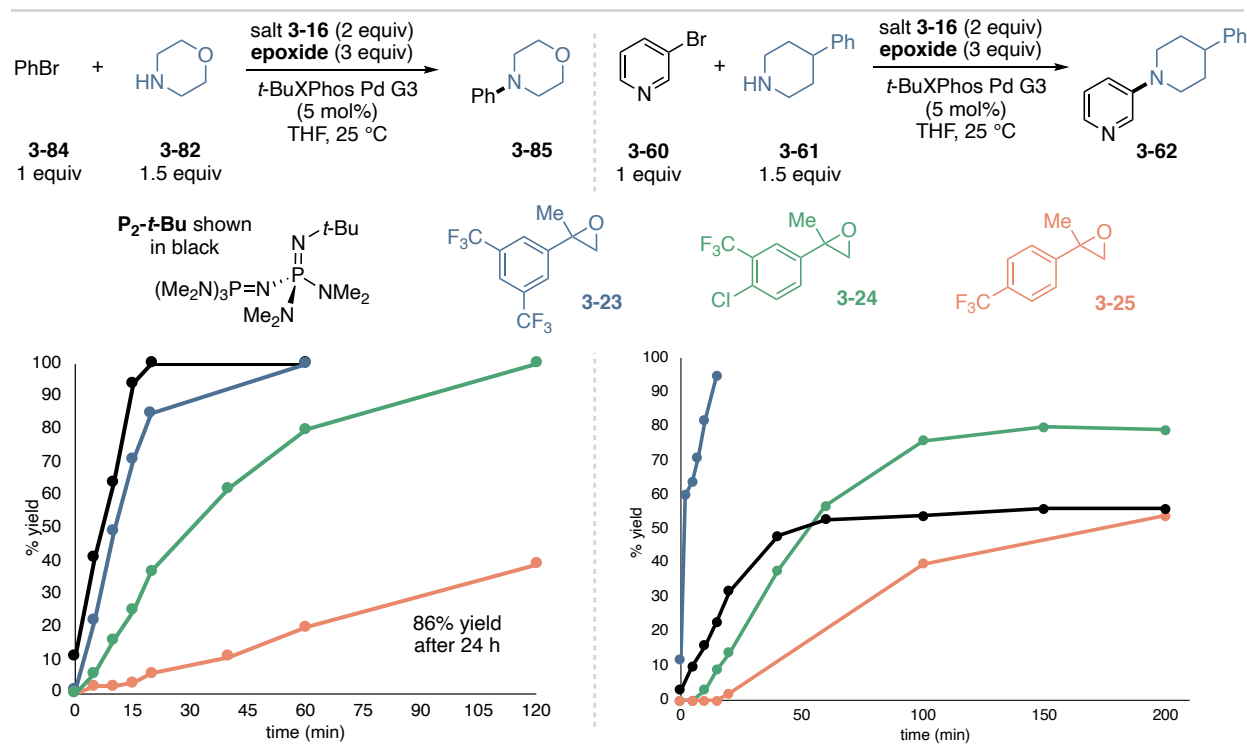 salt 3-16 (2 equiv)
epoxide (3 equiv)
PhBr
+
HN
O
t-BuXPhos Pd G3
(5 mol%)
THF, 25 °C
Ph
N
O
3-84
1 equiv
3-82
1.5 equiv
3-85
Br
N
+
Ph
HN
salt 3-16 (2 equiv)
epoxide (3 equiv)
t-BuXPhos Pd G3
(5 mol%)
THF, 25 °C
Ph
N
N
3-60
1 equiv
3-61
1.5 equiv
3-62
P2-t-Bu shown
in black
t-Bu
N
(Me2N)3P=N
P
NMe2
Me2N
Me
O
F3C
CF3
3-23
Me
O
F3C
Cl
3-24
Me
O
F3C
3-25
100
90
80
70
60
50
40
30
20
10
0
% yield
86% yield
after 24 h
0 15 30 45 60 75 90 105 120
time (min)
100
90
80
70
60
50
40
30
20
10
0
% yield
0 50 100 150 200
time (min)